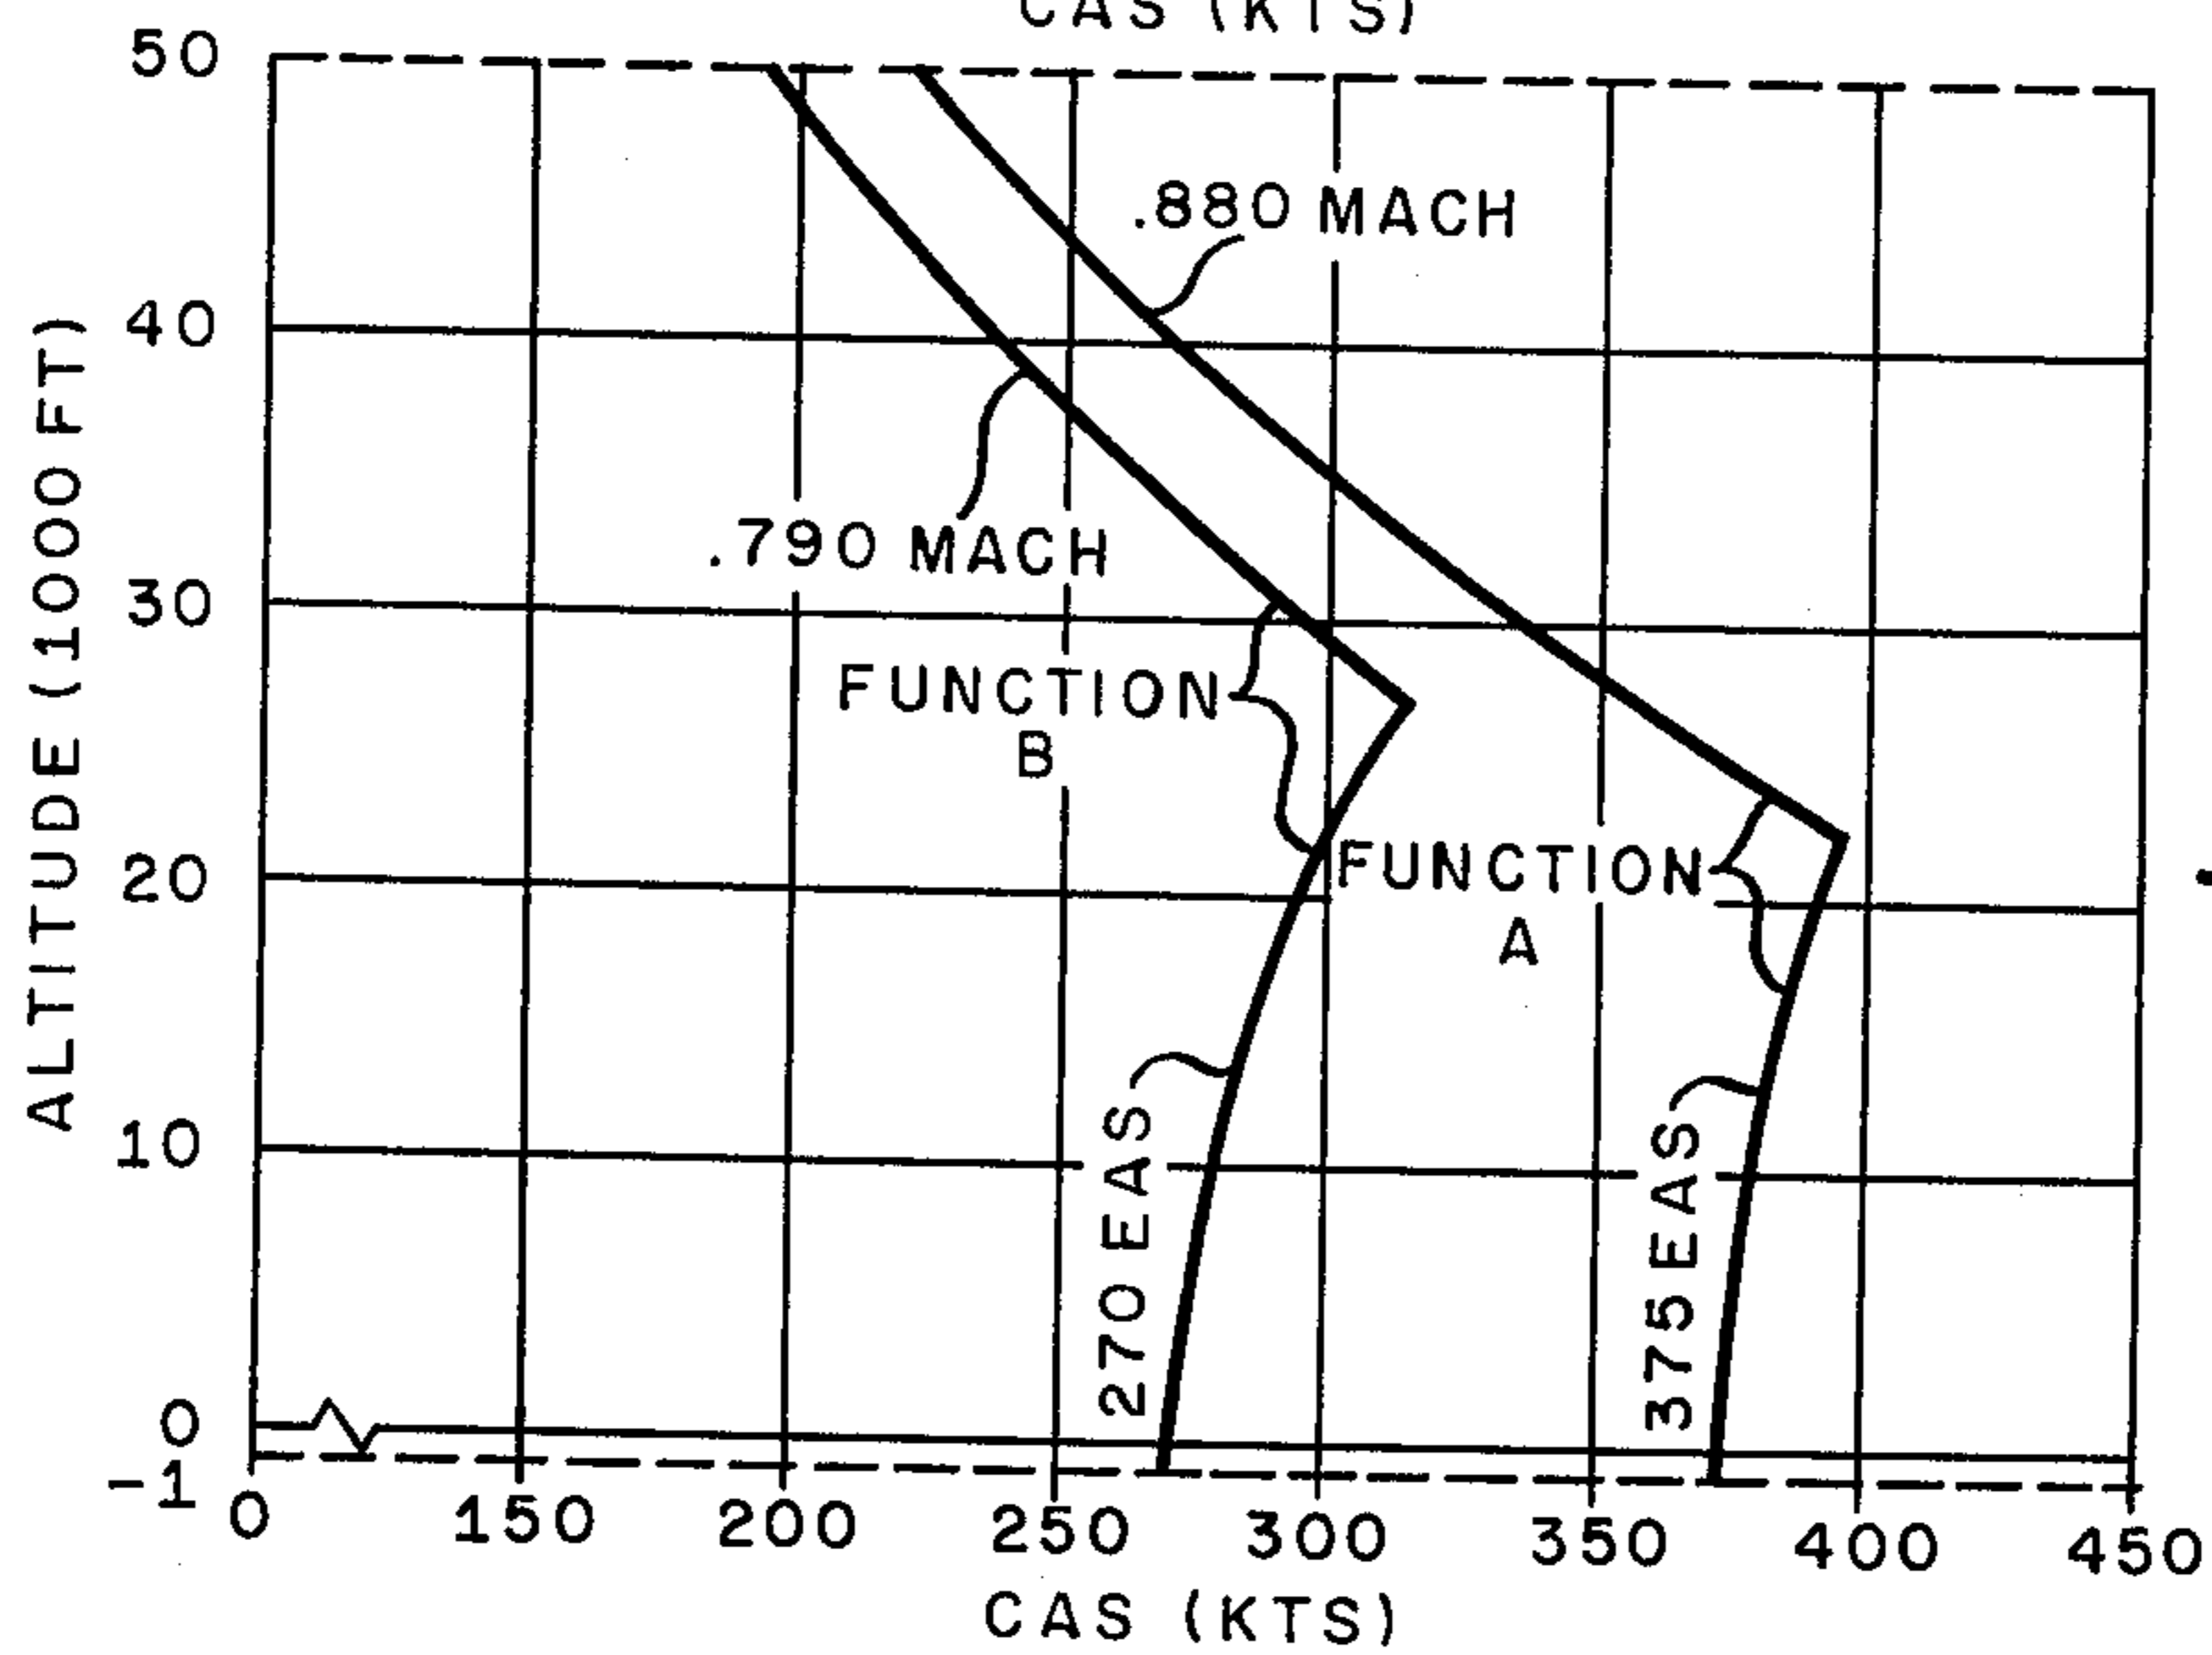 CAS (KTS)
50
.880 MACH
40
.790 MACH
30
FUNCTION
B
20
FUNCTION
A
10
270 EAS
375 EAS
0
-1
ALTITUDE (1000 FT)
0 150 200 250 300 350 400 450
CAS (KTS)